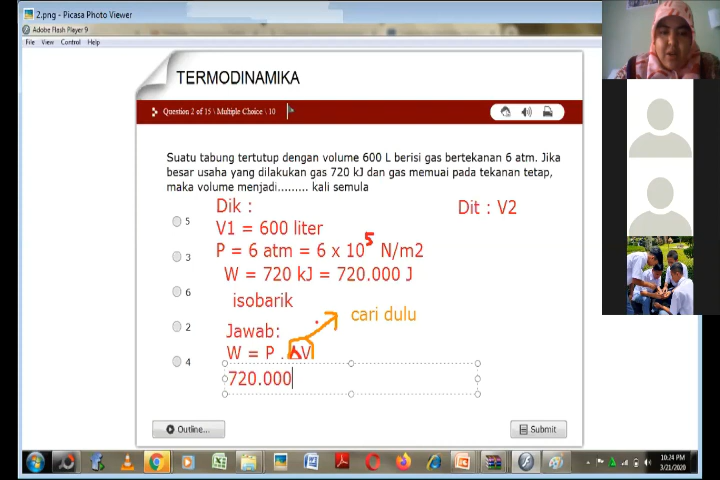 2.png - Picasa Photo Viewer
Adobe Flash Player 9
File View Control Help
TERMODINAMIKA
Question 2 of 15 \ Multiple Choice \ 10
Suatu tabung tertutup dengan volume 600 L berisi gas bertekanan 6 atm. Jika
besar usaha yang dilakukan gas 720 kJ dan gas memuai pada tekanan tetap,
maka volume menjadi......... kali semula
Dik :
Dit : V2
5
V1 = 600 liter
P = 6 atm = 6 x 10⁵ N/m2
3
W = 720 kJ = 720.000 J
6
isobarik
cari dulu
2
Jawab:
W = P . ΔV
4
720.000
Outline...
Submit
10:24 PM
3/21/2020